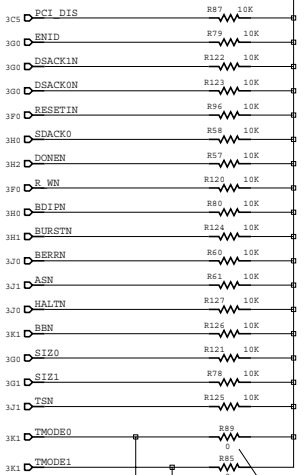 3C5 PCI_DIS R87 10K
3G0 ENID R79 10K
3G0 DSACK1N R122 10K
3G0 DSACK0N R123 10K
3F0 RESETIN R96 10K
3H0 SDACK0 R58 10K
3H2 DONEN R57 10K
3F0 R_WN R120 10K
3H0 BDIPN R80 10K
3H1 BURSTN R124 10K
3J0 BERRN R60 10K
3J1 ASN R61 10K
3J0 HALTN R127 10K
3K1 BBN R126 10K
3G0 SIZ0 R121 10K
3G1 SIZ1 R78 10K
3J1 TSN R125 10K
3K1 TMODE0 R89
0
3K1 TMODE1 R85